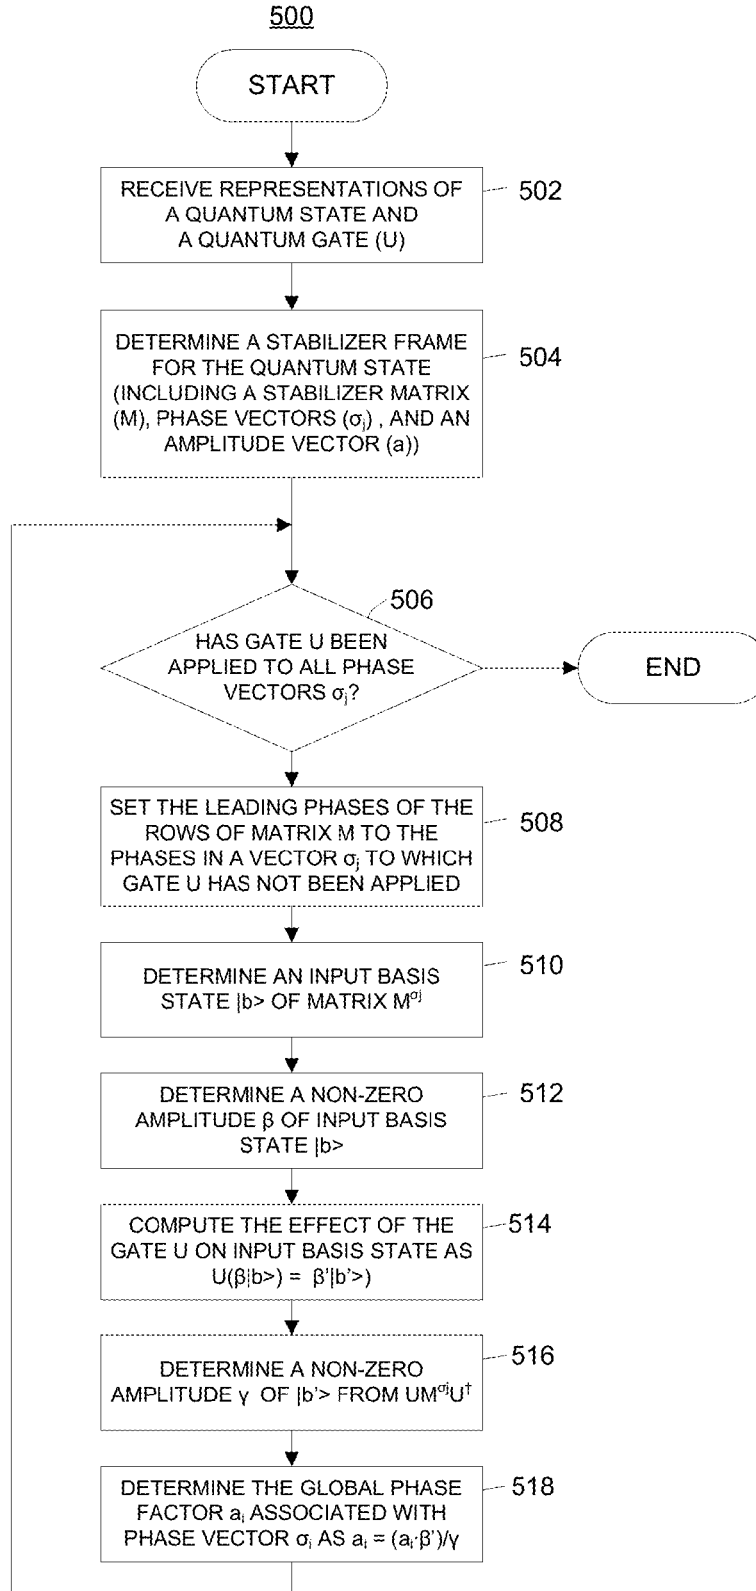 500
START
RECEIVE REPRESENTATIONS OF
A QUANTUM STATE AND
A QUANTUM GATE (U)
502
DETERMINE A STABILIZER FRAME
FOR THE QUANTUM STATE
(INCLUDING A STABILIZER MATRIX
(M), PHASE VECTORS (σⱼ) , AND AN
AMPLITUDE VECTOR (a))
504
506
HAS GATE U BEEN
APPLIED TO ALL PHASE
VECTORS σⱼ?
END
SET THE LEADING PHASES OF THE
ROWS OF MATRIX M TO THE
PHASES IN A VECTOR σⱼ TO WHICH
GATE U HAS NOT BEEN APPLIED
508
DETERMINE AN INPUT BASIS
STATE |b> OF MATRIX M^σj
510
DETERMINE A NON-ZERO
AMPLITUDE β OF INPUT BASIS
STATE |b>
512
COMPUTE THE EFFECT OF THE
GATE U ON INPUT BASIS STATE AS
U(β|b>) = β'|b'>)
514
DETERMINE A NON-ZERO
AMPLITUDE γ OF |b'> FROM UM^σj U†
516
DETERMINE THE GLOBAL PHASE
FACTOR aᵢ ASSOCIATED WITH
PHASE VECTOR σᵢ AS aᵢ = (aᵢ·β')/γ
518